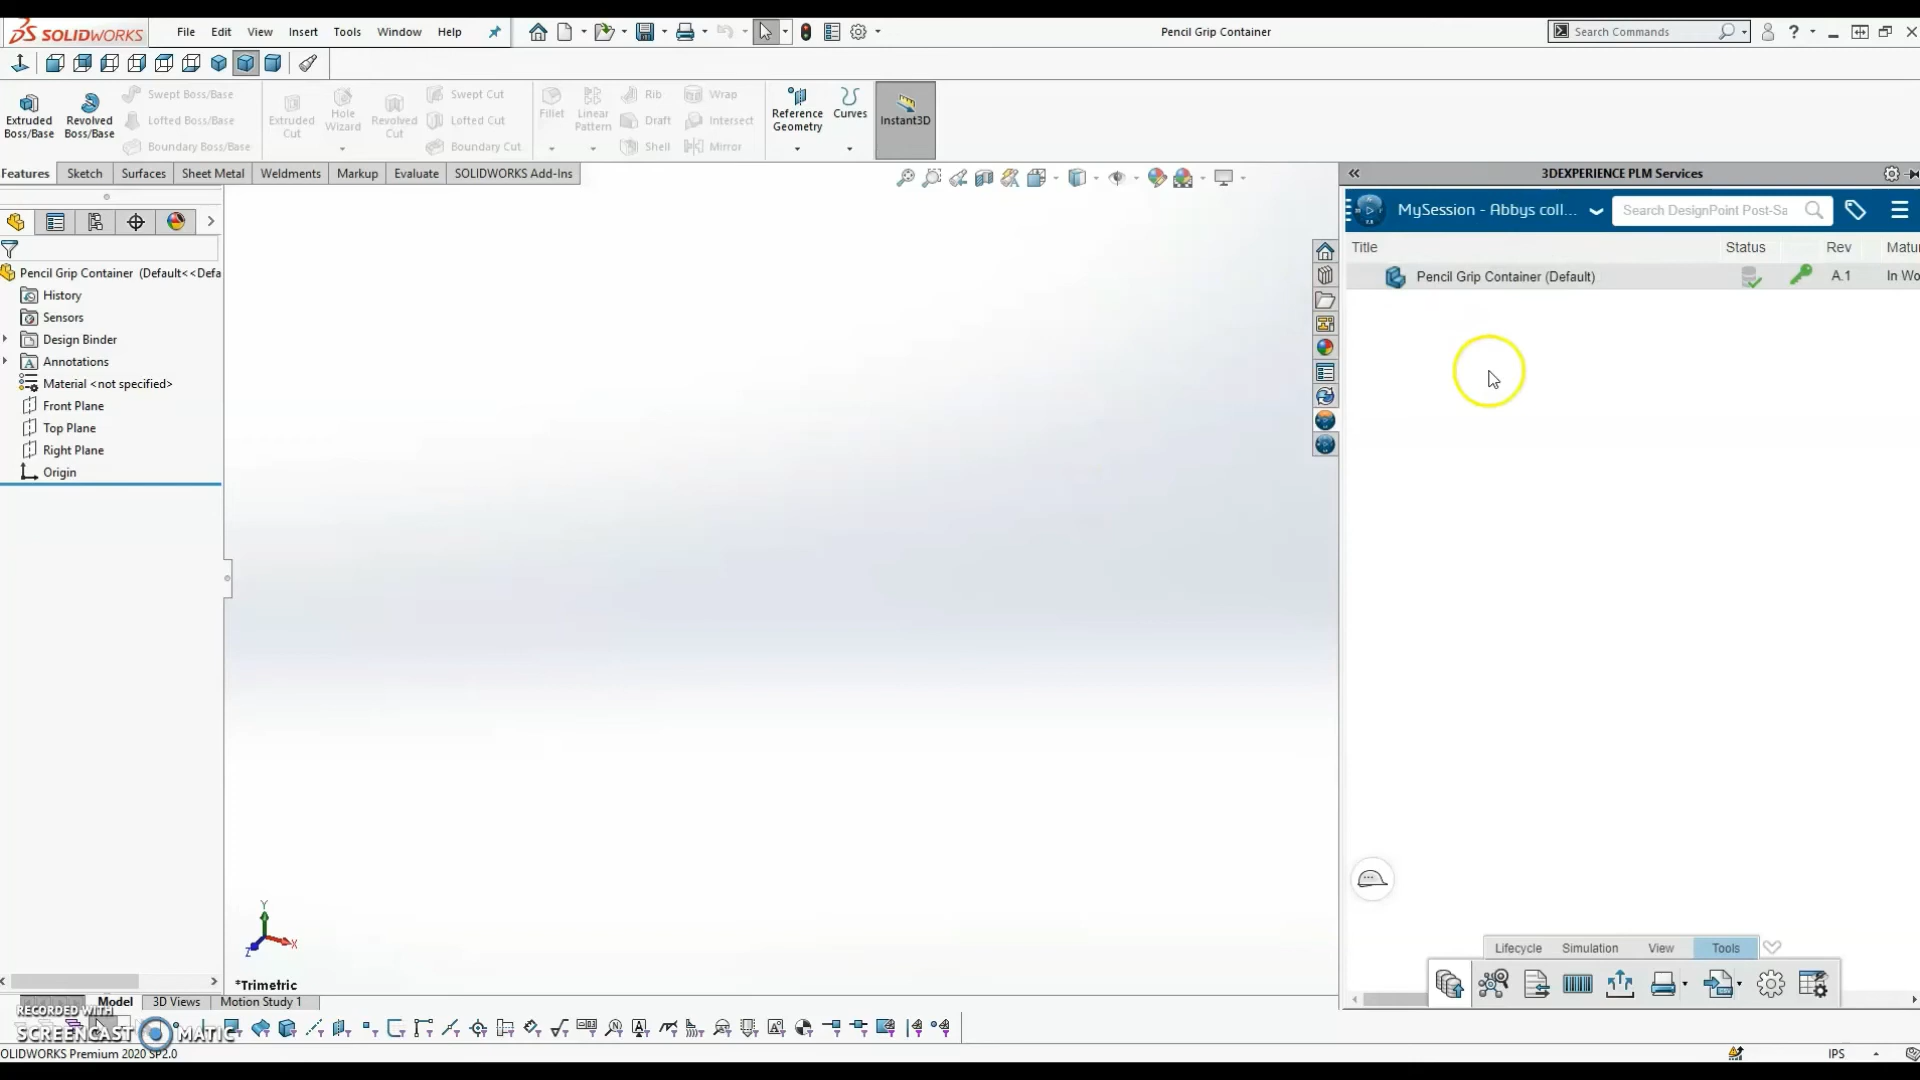 SOLIDWORKS File Edit View Insert Tools Window Help Pencil Grip Container Search Commands
Extruded Boss/Base
Revolved Boss/Base
Swept Boss/Base
Lofted Boss/Base
Boundary Boss/Base
Extruded Cut
Hole Wizard
Revolved Cut
Swept Cut
Lofted Cut
Boundary Cut
Fillet
Linear Pattern
Rib
Draft
Shell
Wrap
Intersect
Mirror
Reference Geometry
Curves
Instant3D
Features Sketch Surfaces Sheet Metal Weldments Markup Evaluate SOLIDWORKS Add-Ins
Pencil Grip Container (Default<<Defa
History
Sensors
Design Binder
Annotations
Material <not specified>
Front Plane
Top Plane
Right Plane
Origin
3DEXPERIENCE PLM Services
MySession - Abbys coll... Search DesignPoint Post-Sa
Title Status Rev Matu
Pencil Grip Container (Default) A.1 In Wo
Y
X
Z
*Trimetric
Lifecycle Simulation View Tools
Model 3D Views Motion Study 1
RECORDED WITH
SCREENCAST MATIC
SOLIDWORKS Premium 2020 SP2.0
IPS